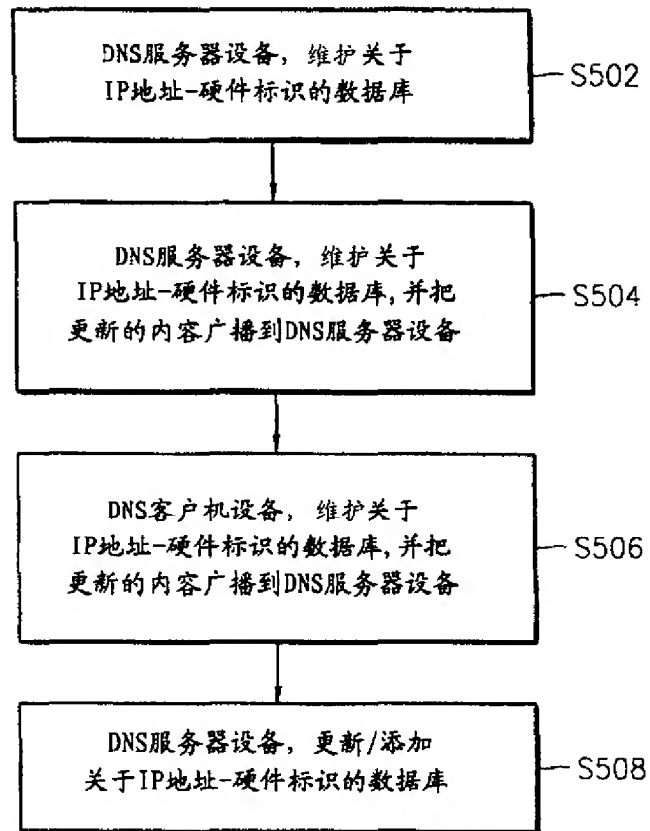 DNS服务器设备, 维护关于
IP地址-硬件标识的数据库
S502
DNS服务器设备, 维护关于
IP地址-硬件标识的数据库,并把
更新的内容广播到DNS服务器设备
S504
DNS客户机设备, 维护关于
IP地址-硬件标识的数据库,并把
更新的内容广播到DNS服务器设备
S506
DNS服务器设备, 更新/添加
关于IP地址-硬件标识的数据库
S508